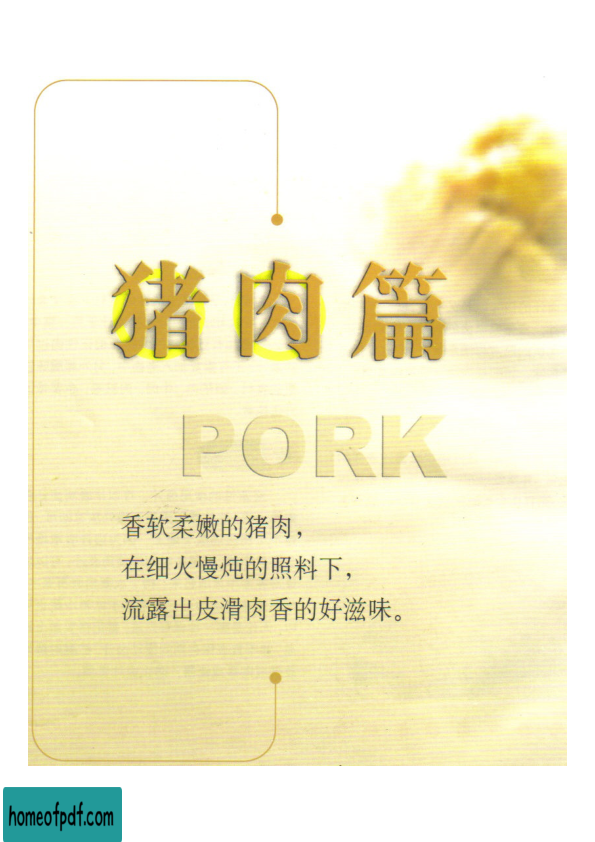 猪肉篇
PORK
香软柔嫩的猪肉，
在细火慢炖的照料下，
流露出皮滑肉香的好滋味。
homeofpdf.com